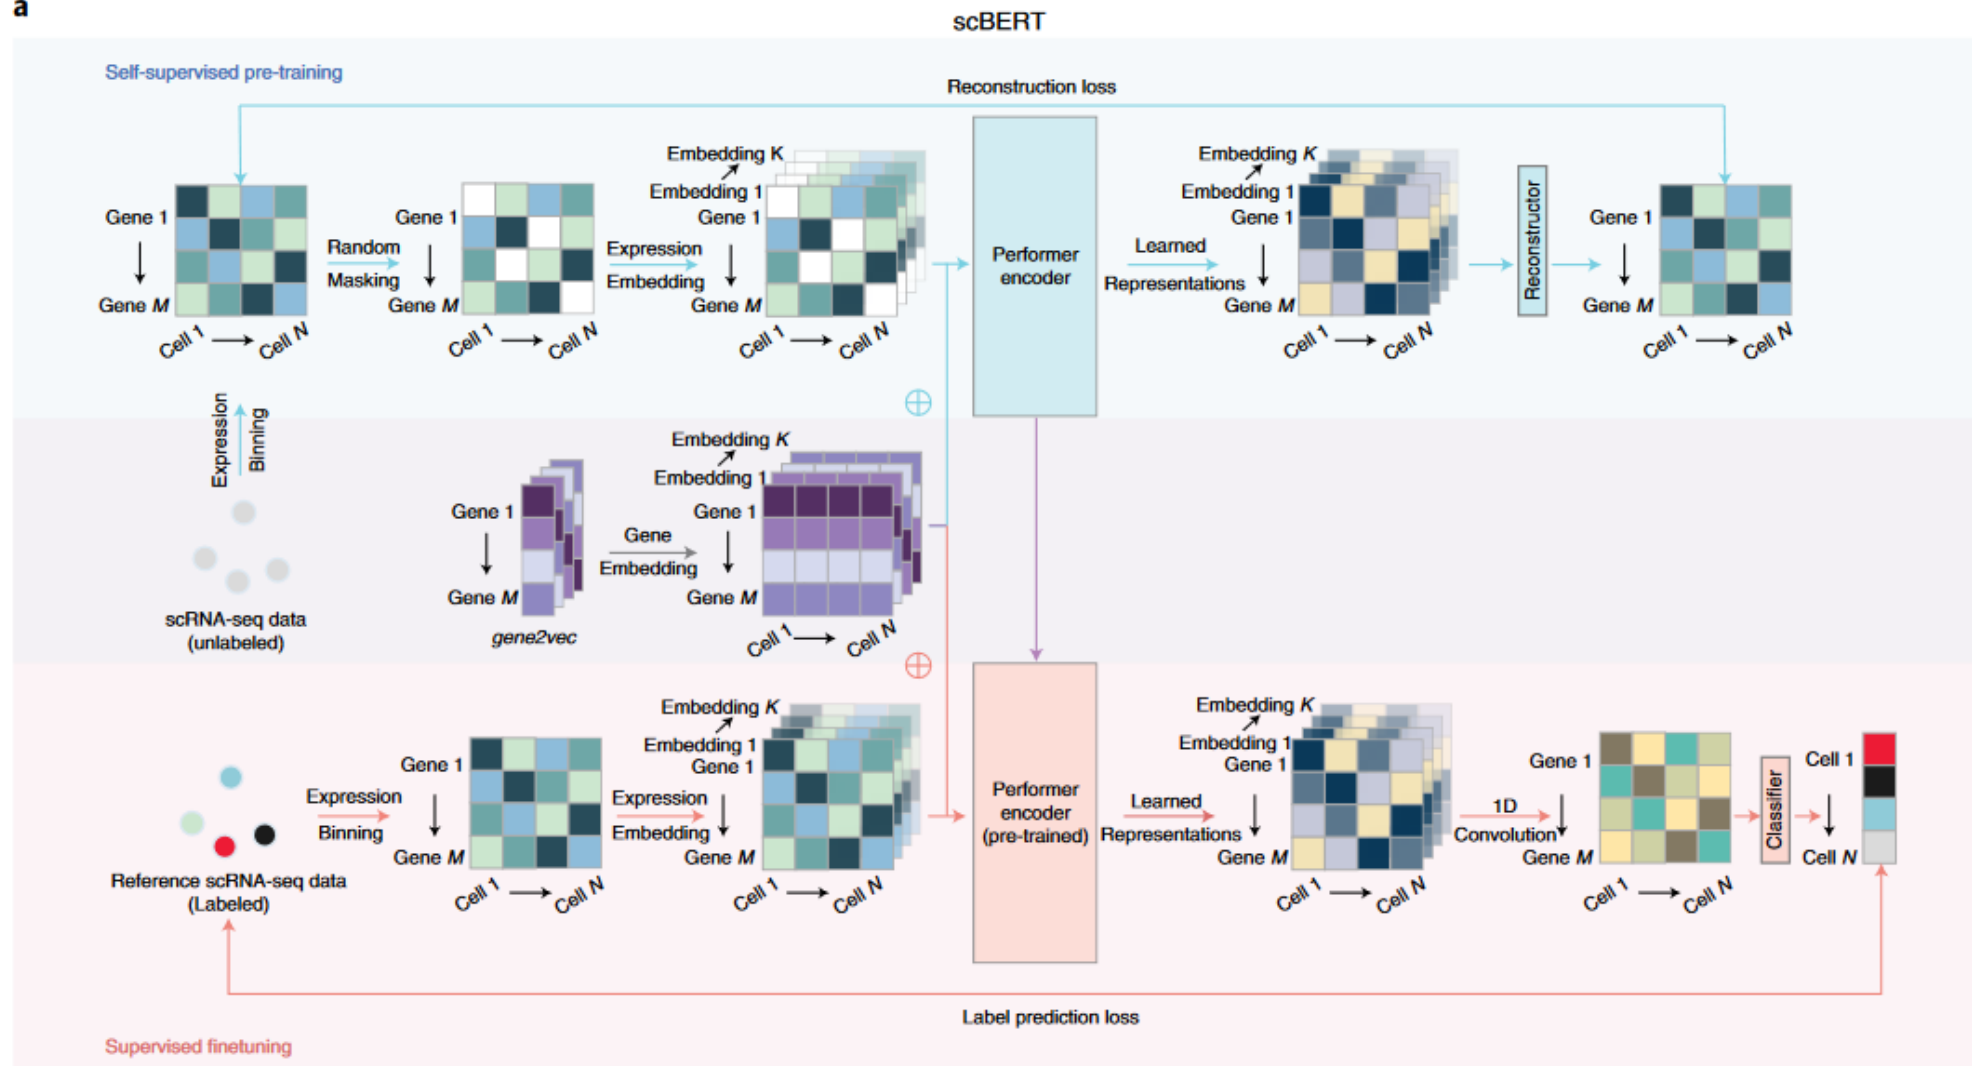 a
scBERT
Self-supervised pre-training
Reconstruction loss
Gene 1
Gene M
Cell 1
Cell N
Random
Masking
Gene 1
Gene M
Cell 1
Cell N
Expression
Embedding
Embedding K
Embedding 1
Gene 1
Gene M
Cell 1
Cell N
Performer
encoder
Learned
Representations
Embedding K
Embedding 1
Gene 1
Gene M
Cell 1
Cell N
Reconstructor
Gene 1
Gene M
Cell 1
Cell N
Expression
Binning
scRNA-seq data
(unlabeled)
Gene 1
Gene M
gene2vec
Gene
Embedding
Embedding K
Embedding 1
Gene 1
Gene M
Cell 1
Cell N
Reference scRNA-seq data
(Labeled)
Expression
Binning
Gene 1
Gene M
Cell 1
Cell N
Expression
Embedding
Embedding K
Embedding 1
Gene 1
Gene M
Cell 1
Cell N
Performer
encoder
(pre-trained)
Learned
Representations
Embedding K
Embedding 1
Gene 1
Gene M
Cell 1
Cell N
1D
Convolution
Gene 1
Gene M
Cell 1
Cell N
Classifier
Cell 1
Cell N
Label prediction loss
Supervised finetuning